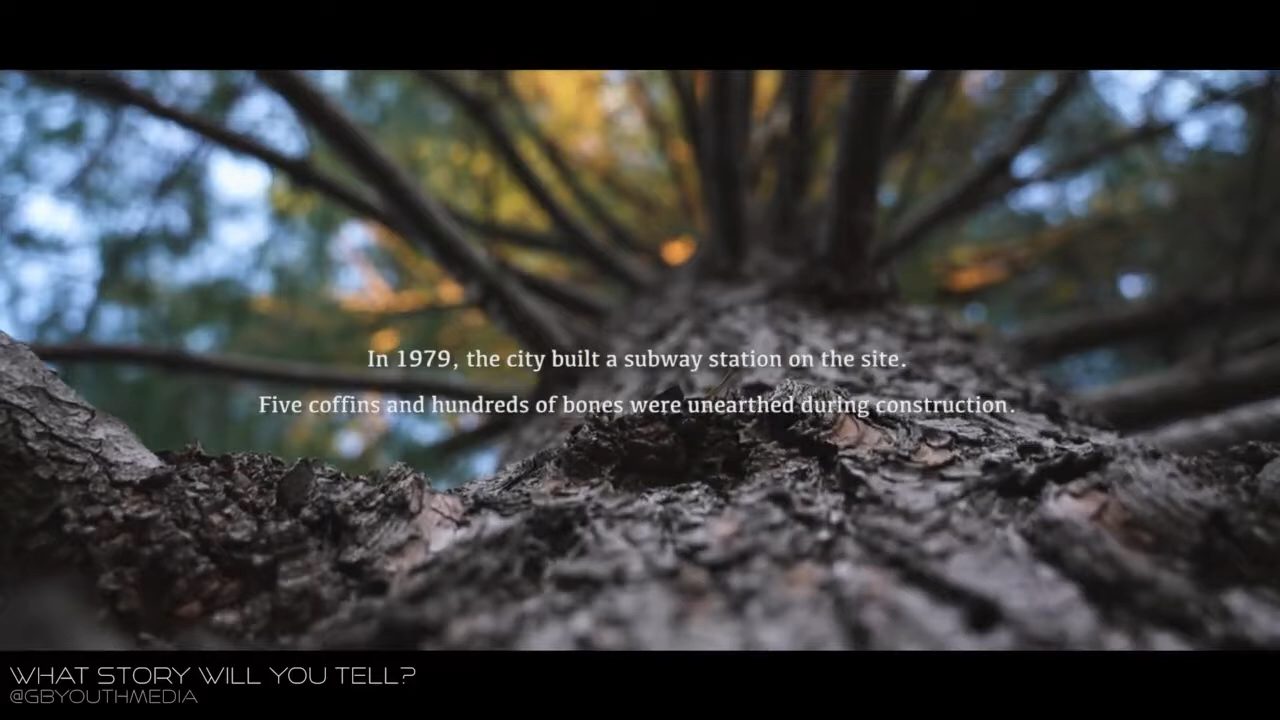 In 1979, the city built a subway station on the site.
Five coffins and hundreds of bones were unearthed during construction.
WHAT STORY WILL YOU TELL?
@GBYOUTHMEDIA